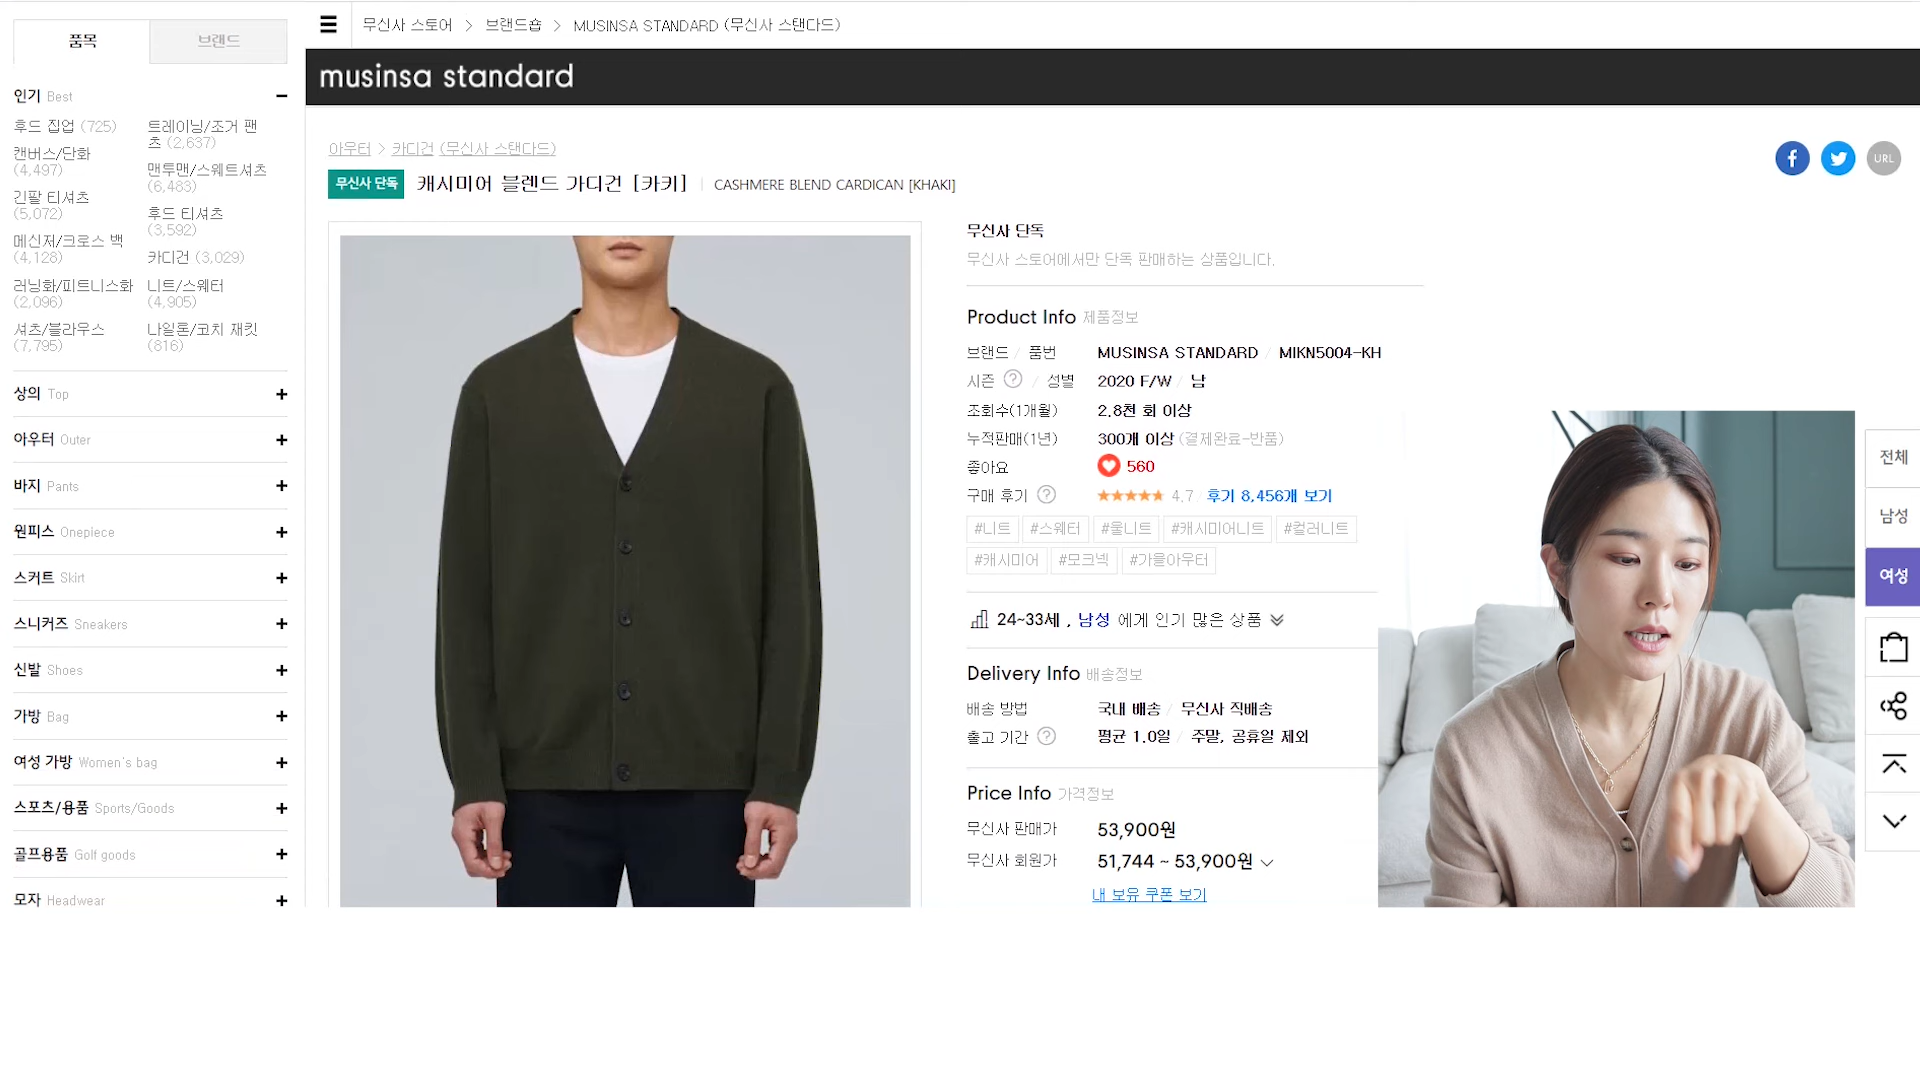 품목
브랜드
인기 Best
후드 집업 (725)
캔버스/단화
(4,497)
긴팔 티셔츠
(5,072)
메신저/크로스 백
(4,128)
러닝화/피트니스화
(2,096)
셔츠/블라우스
(7,795)
트레이닝/조거 팬
츠 (2,637)
맨투맨/스웨트셔츠
(6,483)
후드 티셔츠
(3,592)
카디건 (3,029)
니트/스웨터
(4,905)
나일론/코치 재킷
(816)
상의 Top
아우터 Outer
바지 Pants
원피스 Onepiece
스커트 Skirt
스니커즈 Sneakers
신발 Shoes
가방 Bag
여성 가방 Women's bag
스포츠/용품 Sports/Goods
골프용품 Golf goods
모자 Headwear
무신사 스토어 > 브랜드숍 > MUSINSA STANDARD (무신사 스탠다드)
musinsa standard
아우터 > 카디건 (무신사 스탠다드)
무신사 단독 캐시미어 블렌드 가디건 [카키] CASHMERE BLEND CARDICAN [KHAKI]
URL
무신사 단독
무신사 스토어에서만 단독 판매하는 상품입니다.
Product Info 제품정보
브랜드 / 품번 MUSINSA STANDARD / MIKN5004-KH
시즌 ? / 성별 2020 F/W / 남
조회수(1개월) 2.8천 회 이상
누적판매(1년) 300개 이상 (결제완료-반품)
좋아요 560
구매 후기 ? ★★★★★ 4.7 후기 8,456개 보기
#니트 #스웨터 #울니트 #캐시미어니트 #컬러니트
#캐시미어 #모크넥 #가을아우터
24~33세 , 남성 에게 인기 많은 상품
Delivery Info 배송정보
배송 방법 국내 배송 / 무신사 직배송
출고 기간 ? 평균 1.0일 / 주말, 공휴일 제외
Price Info 가격정보
무신사 판매가 53,900원
무신사 회원가 51,744 ~ 53,900원
내 보유 쿠폰 보기
전체
남성
여성